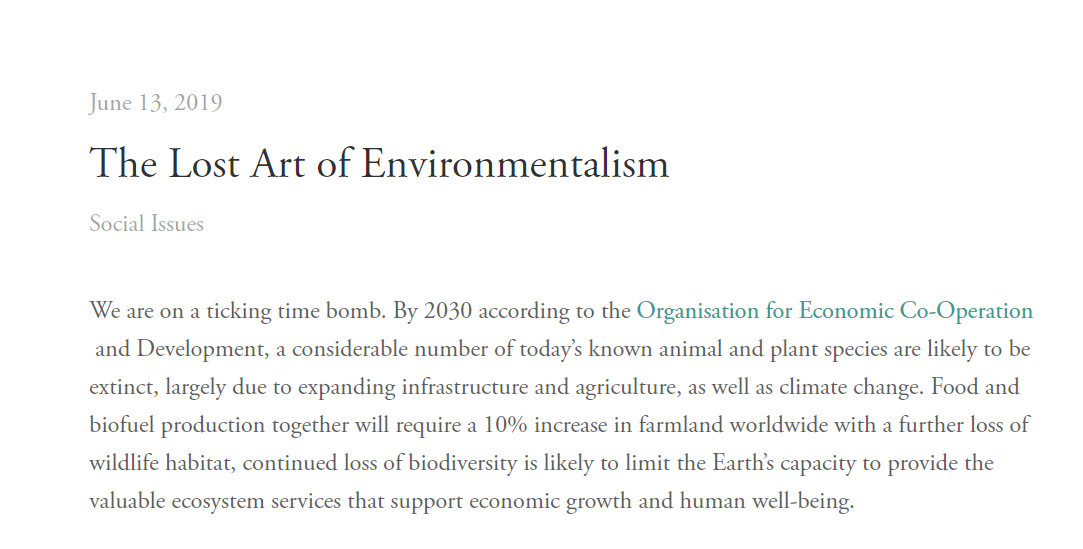 June 13, 2019
The Lost Art of Environmentalism
Social Issues
We are on a ticking time bomb. By 2030 according to the Organisation for Economic Co-Operation
and Development, a considerable number of today’s known animal and plant species are likely to be
extinct, largely due to expanding infrastructure and agriculture, as well as climate change. Food and
biofuel production together will require a 10% increase in farmland worldwide with a further loss of
wildlife habitat, continued loss of biodiversity is likely to limit the Earth’s capacity to provide the
valuable ecosystem services that support economic growth and human well-being.